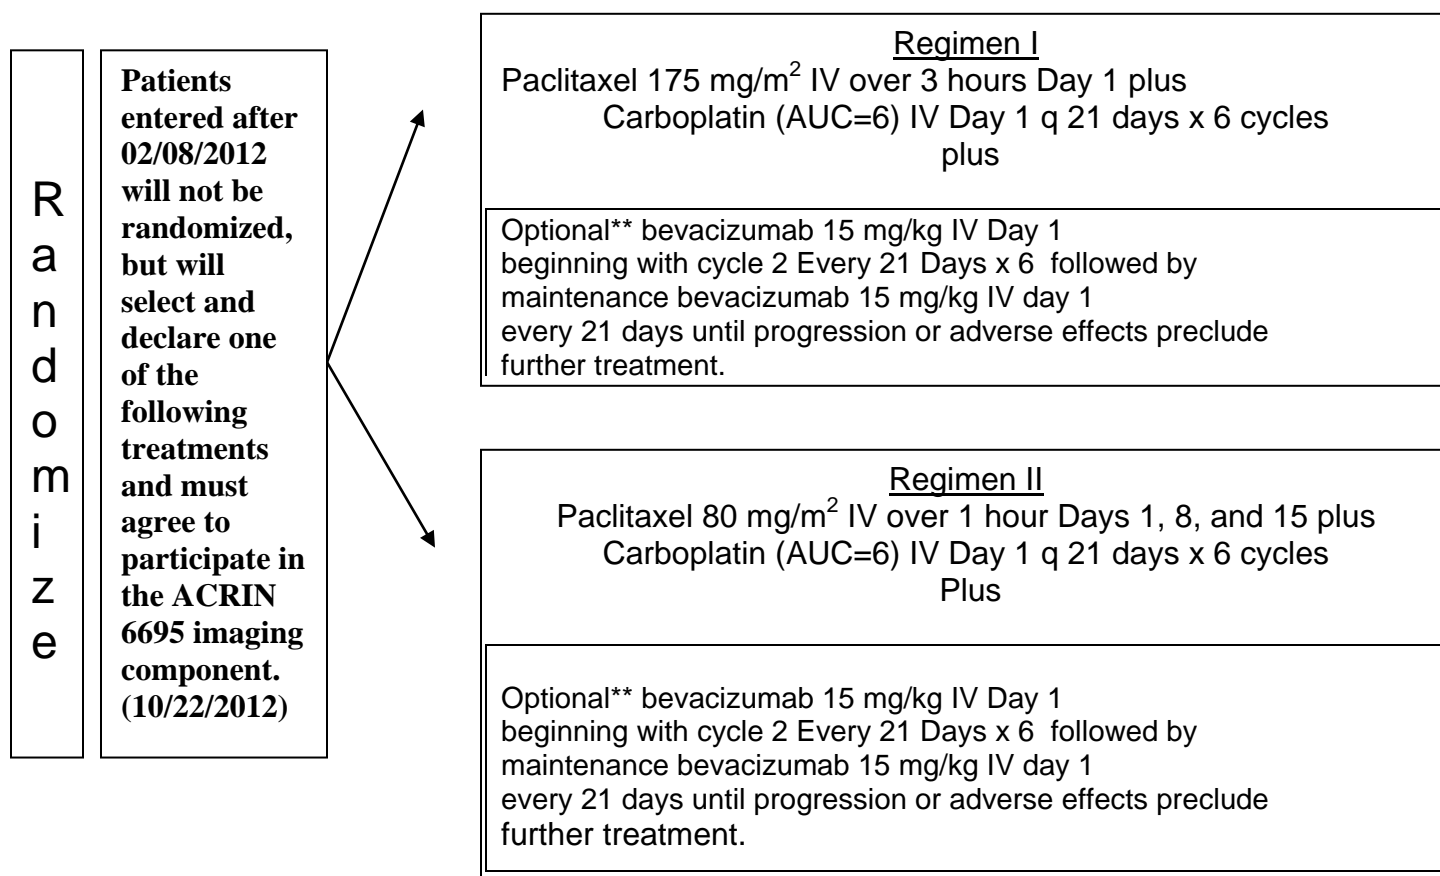 R
a
n
d
o
m
i
z
e
Patients
entered after
02/08/2012
will not be
randomized,
but will
select and
declare one
of the
following
treatments
and must
agree to
participate in
the ACRIN
6695 imaging
component.
(10/22/2012)
Regimen I
Paclitaxel 175 mg/m² IV over 3 hours Day 1 plus
Carboplatin (AUC=6) IV Day 1 q 21 days x 6 cycles
plus
Optional** bevacizumab 15 mg/kg IV Day 1
beginning with cycle 2 Every 21 Days x 6 followed by
maintenance bevacizumab 15 mg/kg IV day 1
every 21 days until progression or adverse effects preclude
further treatment.
Regimen II
Paclitaxel 80 mg/m² IV over 1 hour Days 1, 8, and 15 plus
Carboplatin (AUC=6) IV Day 1 q 21 days x 6 cycles
Plus
Optional** bevacizumab 15 mg/kg IV Day 1
beginning with cycle 2 Every 21 Days x 6 followed by
maintenance bevacizumab 15 mg/kg IV day 1
every 21 days until progression or adverse effects preclude
further treatment.